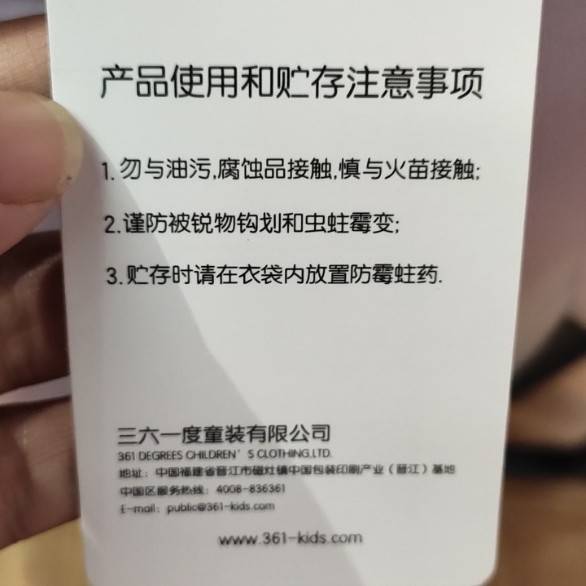 产品使用和贮存注意事项
1.勿与油污,腐蚀品接触,慎与火苗接触;
2.谨防被锐物钩划和虫蛀霉变;
3.贮存时请在衣袋内放置防霉蛀药.
三六一度童装有限公司
361 DEGREES CHILDREN'S CLOTHING.LTD.
地址：中国福建省晋江市磁灶镇中国包装印刷产业（晋江）基地
中国区服务热线：4008-836361
E-mail：public@361-kids.com
www.361-kids.com